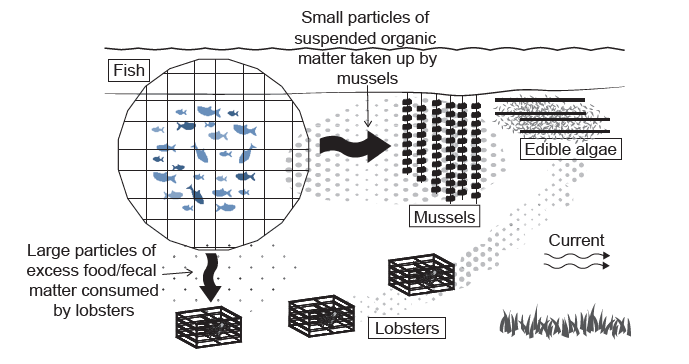 Small particles of
suspended organic
matter taken up by
mussels
Fish
Edible algae
Mussels
Large particles of
excess food/fecal
matter consumed
by lobsters
Current
Lobsters